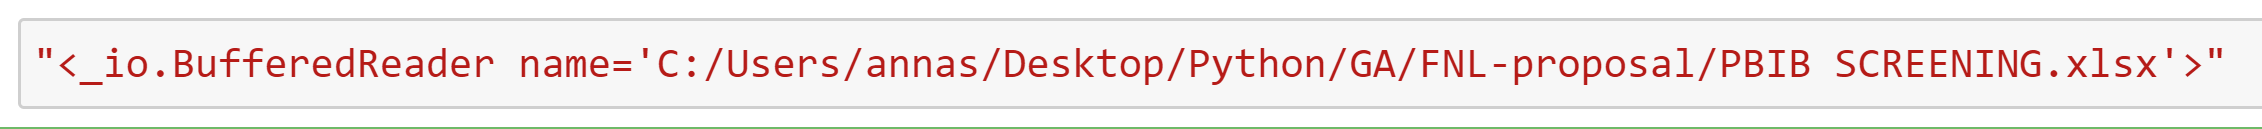 "<_io.BufferedReader name='C:/Users/annas/Desktop/Python/GA/FNL-proposal/PBIB SCREENING.xlsx'>"